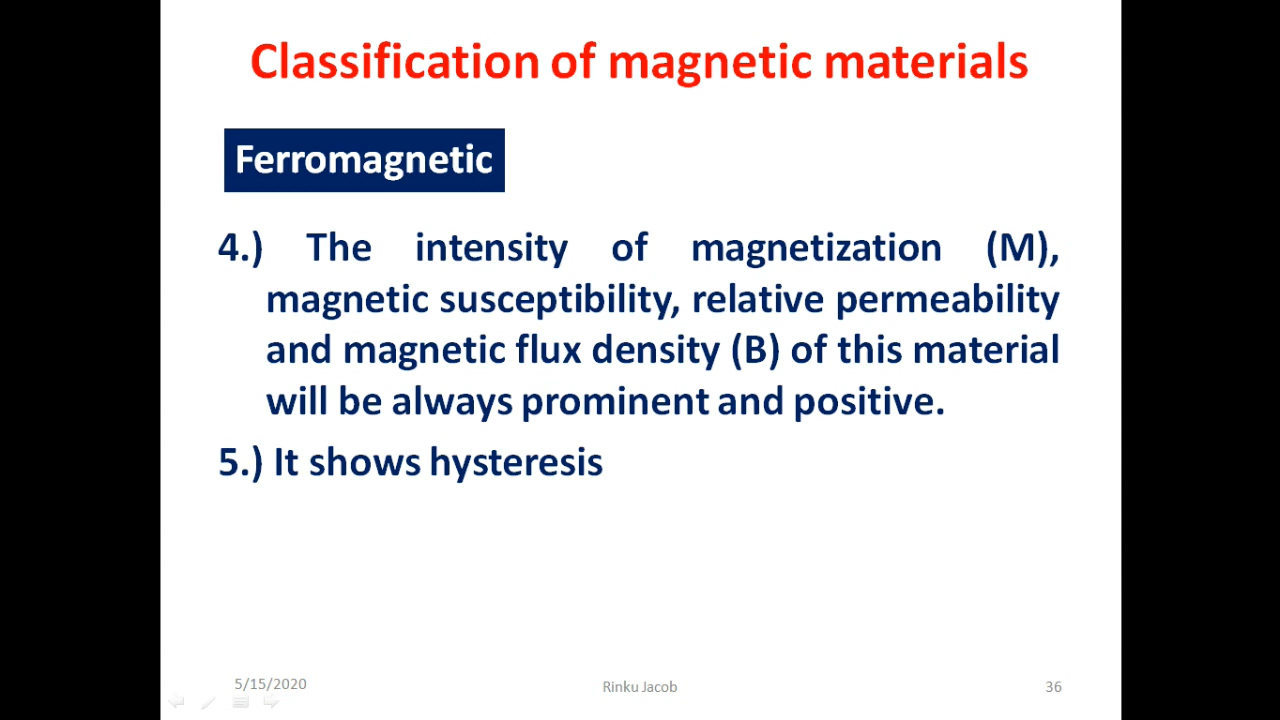 Classification of magnetic materials
Ferromagnetic
4.) The intensity of magnetization (M),
magnetic susceptibility, relative permeability
and magnetic flux density (B) of this material
will be always prominent and positive.
5.) It shows hysteresis
5/15/2020
Rinku Jacob
36